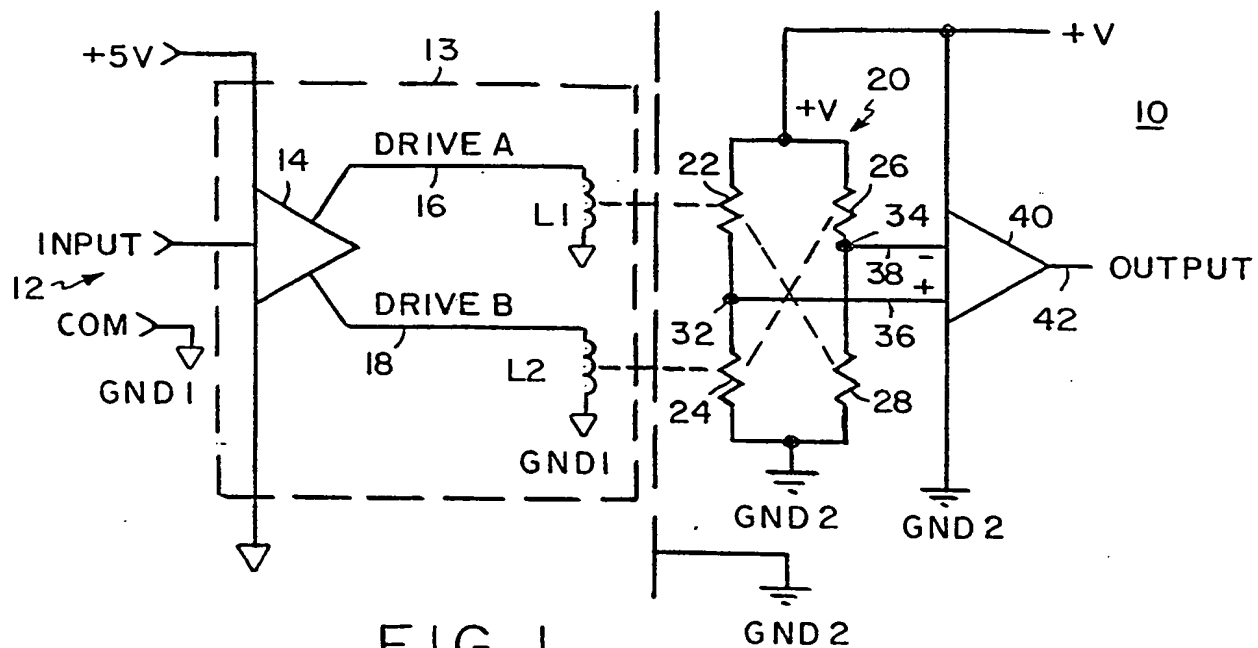 +5V
13
+V
+V
20
10
DRIVE A
14
16
L1
22
26
34
40
INPUT
12
38
-
+
OUTPUT
42
COM
DRIVE B
32
36
GND1
18
L2
24
28
GND1
GND 2
GND 2
GND 2
FIG. 1